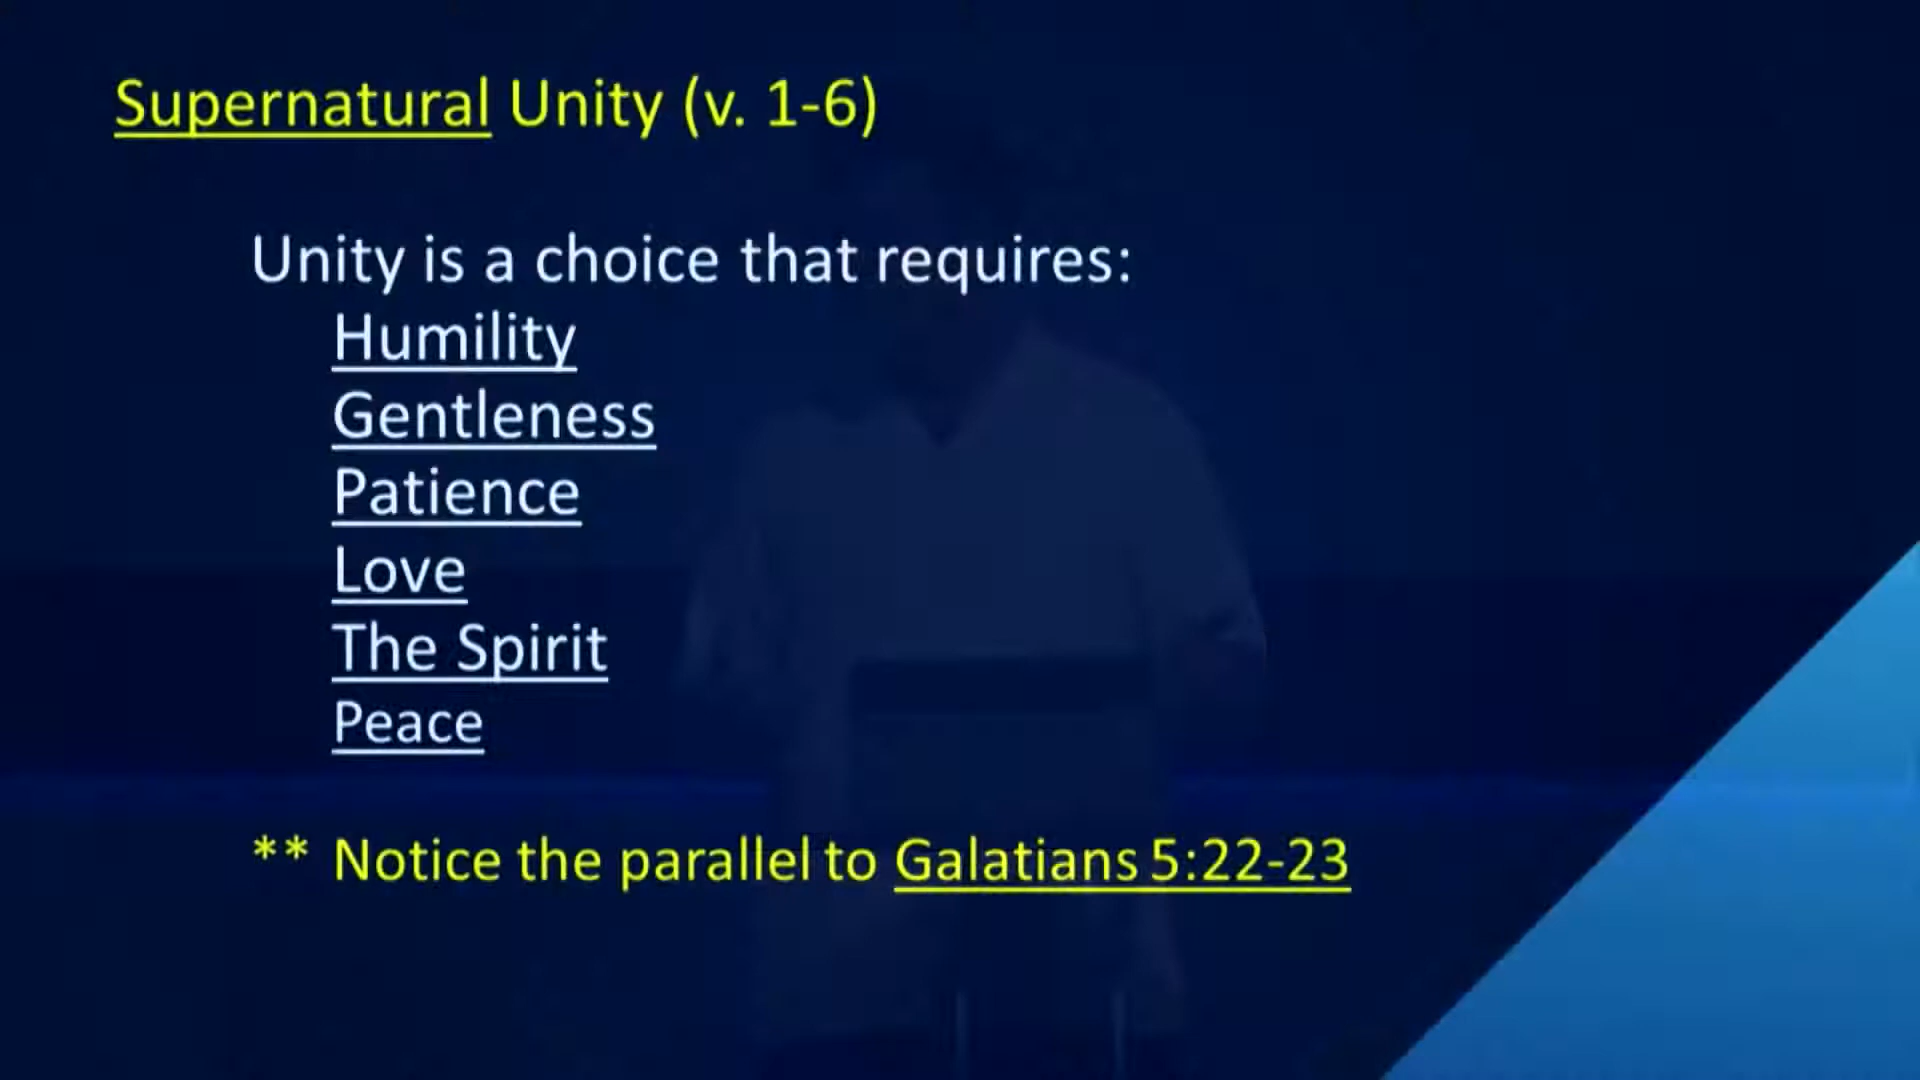 Supernatural Unity (v. 1-6)
Unity is a choice that requires:
Humility
Gentleness
Patience
Love
The Spirit
Peace
** Notice the parallel to Galatians 5:22-23